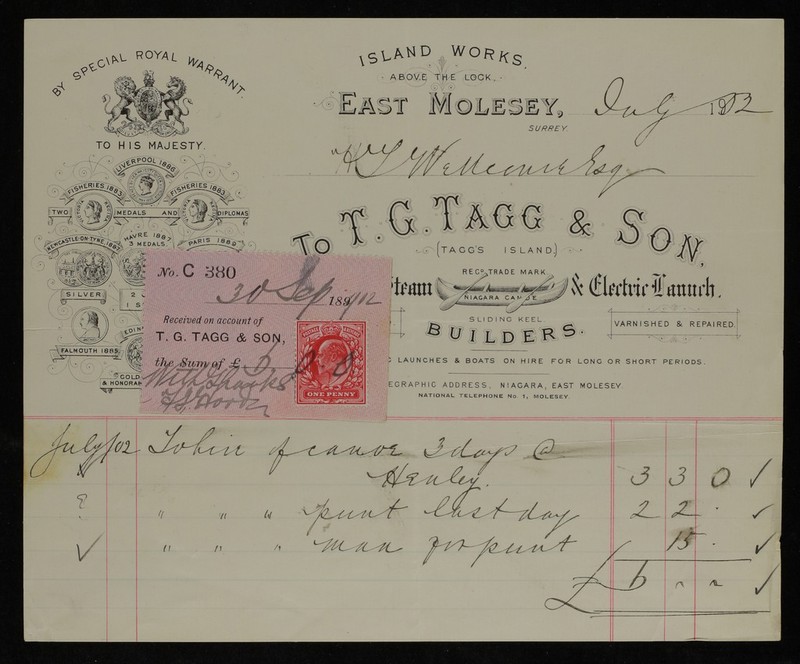 BY SPECIAL ROYAL WARRANT.
TO HIS MAJESTY.
LIVERPOOL 1886
FISHERIES 1883
FISHERIES 1883
TWO MEDALS AND DIPLOMAS
NEWCASTLE-ON-TYNE. 1887
HAVRE 1887
3 MEDALS.
PARIS 1889
SILVER
2
FALMOUTH 1885.
GOLD
ISLAND WORKS.
ABOVE THE LOCK.
EAST MOLESEY, July 1902
SURREY.
Esq
To T. G. TAGG & SON,
(TAGG'S ISLAND.)
REGD TRADE MARK
NIAGARA CANOE
Steam & Electric Launch.
SLIDING KEEL
BUILDERS.
VARNISHED & REPAIRED.
LAUNCHES & BOATS ON HIRE FOR LONG OR SHORT PERIODS.
EGRAPHIC ADDRESS, NIAGARA, EAST MOLESEY
NATIONAL TELEPHONE No. 1, MOLESEY.
No. C 380
30 Sep 1902
Received on account of
T. G. TAGG & SON,
the Sum of £
With Thanks
ONE PENNY
July/02 To hire of canoe 3 days @
Henley. 3 3 0
" " " punt last day 2 2 .
" " " man for punt 15 .
£6 " "